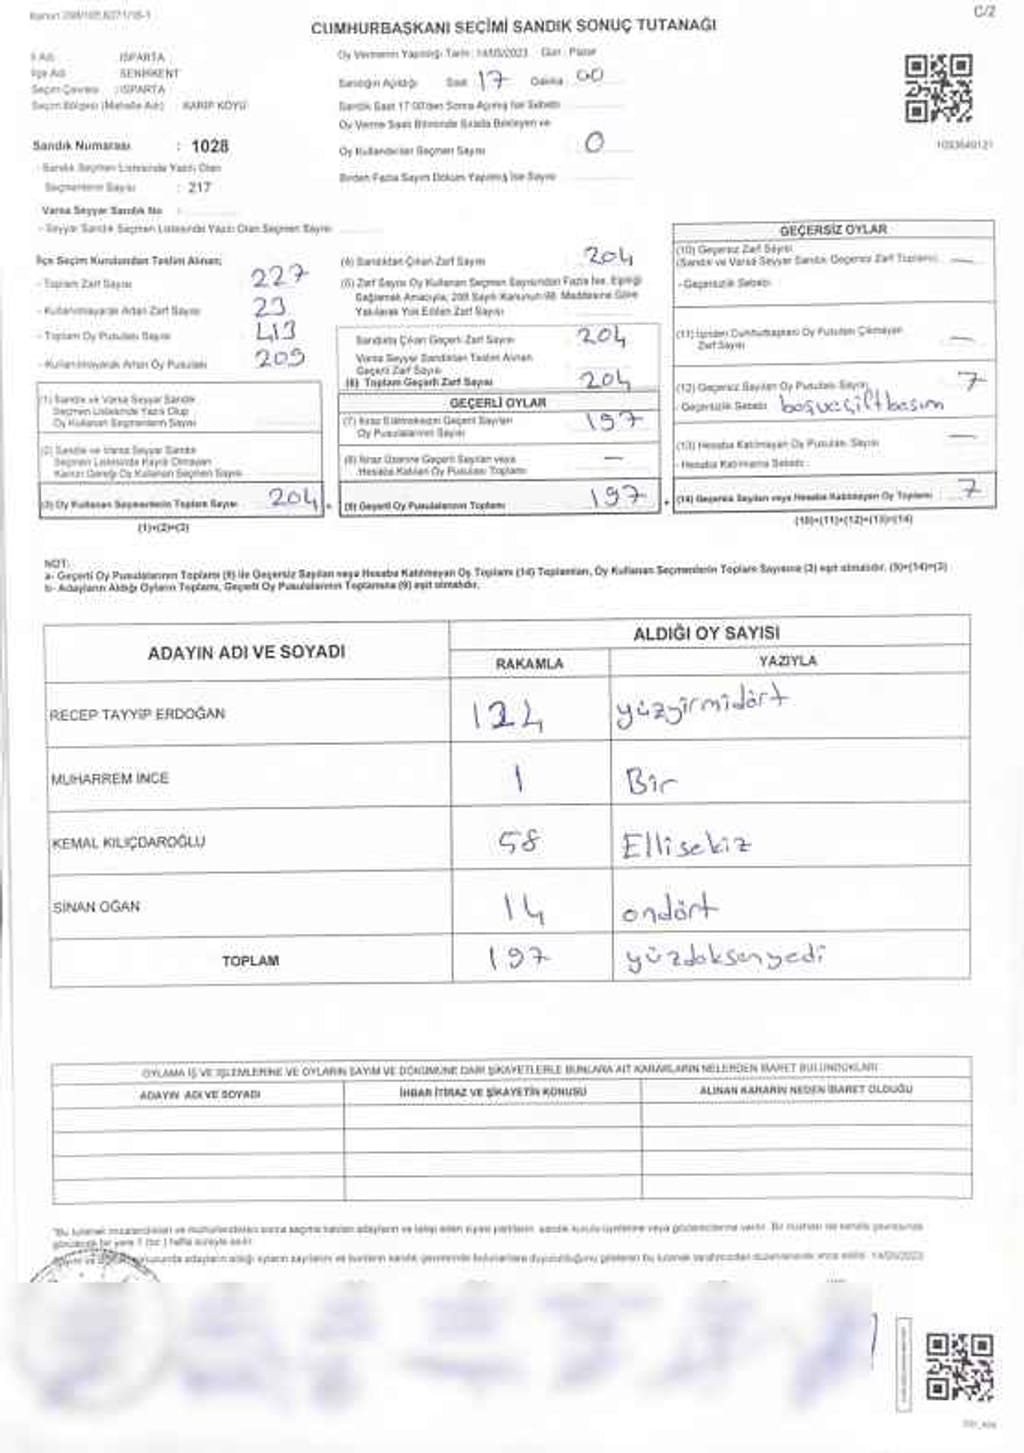 C/2
CUMHURBAŞKANI SEÇİMİ SANDIK SONUÇ TUTANAĞI
İl Adı : ISPARTA
İlçe Adı : SENİRKENT
Seçim Çevresi : ISPARTA
Seçim Bölgesi (Mahalle Adı) :
Sandık Numarası : 1028
- Sandık Seçmen Listesinde Yazılı Olan
Seçmenlerin Sayısı : 217
Varsa Seyyar Sandık No :
- Seyyar Sandık Seçmen Listesinde Yazılı Olan Seçmen Sayısı
Oy Vermenin Yapıldığı Tarih : 14/05/2023 Gün : Pazar
Sandığın Açıldığı Saat 17 Dakika 00
Sandık Saat 17.00'den Sonra Açılmış İse Sebebi
Oy Verme Saati Bitiminde Sırada Bekleyen ve
Oy Kullandırılan Seçmen Sayısı : 0
Birden Fazla Sayım Döküm Yapılmış İse Sayısı
1093649121
İlçe Seçim Kurulundan Teslim Alınan;
- Toplam Zarf Sayısı 227
- Kullanılmayarak Artan Zarf Sayısı 23
- Toplam Oy Pusulası Sayısı 413
- Kullanılmayarak Artan Oy Pusulası 209
(1) Sandık ve Varsa Seyyar Sandık
Seçmen Listesinde Yazılı Olup
Oy Kullanan Seçmenlerin Sayısı
(2) Sandık ve Varsa Seyyar Sandık
Seçmen Listesinde Kayıtlı Olmayan
Kanun Gereği Oy Kullanan Seçmen Sayısı
(3) Oy Kullanan Seçmenlerin Toplam Sayısı 204
(1)+(2)=(3)
(4) Sandıktan Çıkan Zarf Sayısı 204
(5) Zarf Sayısı Oy Kullanan Seçmen Sayısından Fazla İse, Eşitliği
Sağlamak Amacıyla, 298 Sayılı Kanunun 98. Maddesine Göre
Yakılarak Yok Edilen Zarf Sayısı
Sandıkta Çıkan Geçerli Zarf Sayısı 204
Varsa Seyyar Sandıktan Teslim Alınan
Geçerli Zarf Sayısı
(6) Toplam Geçerli Zarf Sayısı 204
GEÇERLİ OYLAR
(7) İtiraz Edilmeksizin Geçerli Sayılan
Oy Pusulalarının Sayısı 197
(8) İtiraz Üzerine Geçerli Sayılan veya
Hesaba Katılan Oy Pusulası Toplamı —
(9) Geçerli Oy Pusulalarının Toplamı 197
GEÇERSİZ OYLAR
(10) Geçersiz Zarf Sayısı
(Sandık ve Varsa Seyyar Sandık Geçersiz Zarf Toplamı) —
- Geçersizlik Sebebi
(11) İçinden Cumhurbaşkanı Oy Pusulası Çıkmayan
Zarf Sayısı —
(12) Geçersiz Sayılan Oy Pusulası Sayısı 7
- Geçersizlik Sebebi boşveçiftbasım
(13) Hesaba Katılmayan Oy Pusulası Sayısı —
- Hesaba Katılmama Sebebi
(14) Geçersiz Sayılan veya Hesaba Katılmayan Oy Toplamı 7
(10)+(11)+(12)+(13)=(14)
NOT:
a- Geçerli Oy Pusulalarının Toplamı (9) ile Geçersiz Sayılan veya Hesaba Katılmayan Oy Toplamı (14) Toplamları, Oy Kullanan Seçmenlerin Toplam Sayısına (3) eşit olmalıdır. (9)+(14)=(3)
b- Adayların Aldığı Oyların Toplamı, Geçerli Oy Pusulalarının Toplamına (9) eşit olmalıdır.
ADAYIN ADI VE SOYADI
ALDIĞI OY SAYISI
RAKAMLA YAZIYLA
RECEP TAYYİP ERDOĞAN 124 yüzyirmidört
MUHARREM İNCE 1 Bir
KEMAL KILIÇDAROĞLU 58 Ellisekiz
SİNAN OĞAN 14 ondört
TOPLAM 197 yüzdoksanyedi
OYLAMA İŞ VE İŞLEMLERİNE VE OYLARIN SAYIM VE DÖKÜMÜNE DAİR ŞİKAYETLERLE BUNLARA AİT KARARLARIN NELERDEN İBARET BULUNDUKLARI
ADAYIN ADI VE SOYADI İHBAR İTİRAZ VE ŞİKAYETİN KONUSU ALINAN KARARIN NEDEN İBARET OLDUĞU